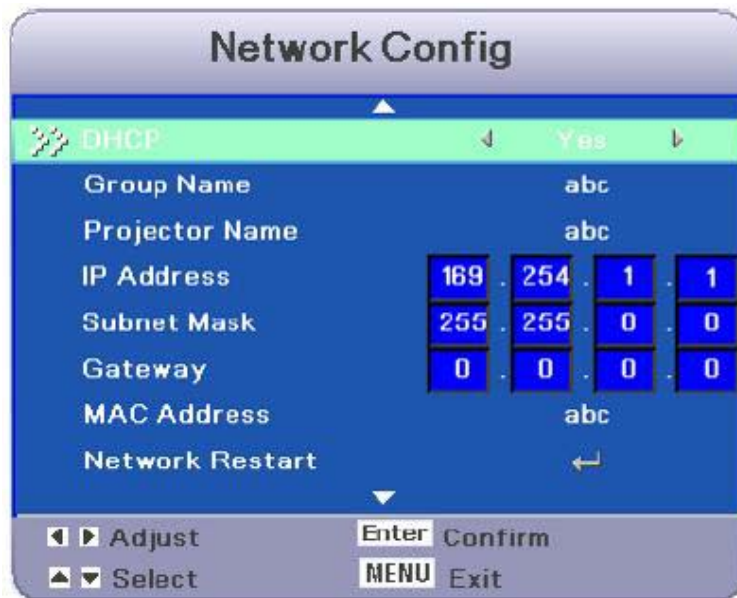 Network Config
DHCP Yes
Group Name abc
Projector Name abc
IP Address 169 . 254 . 1 . 1
Subnet Mask 255 . 255 . 0 . 0
Gateway 0 . 0 . 0 . 0
MAC Address abc
Network Restart
Adjust Enter Confirm
Select MENU Exit